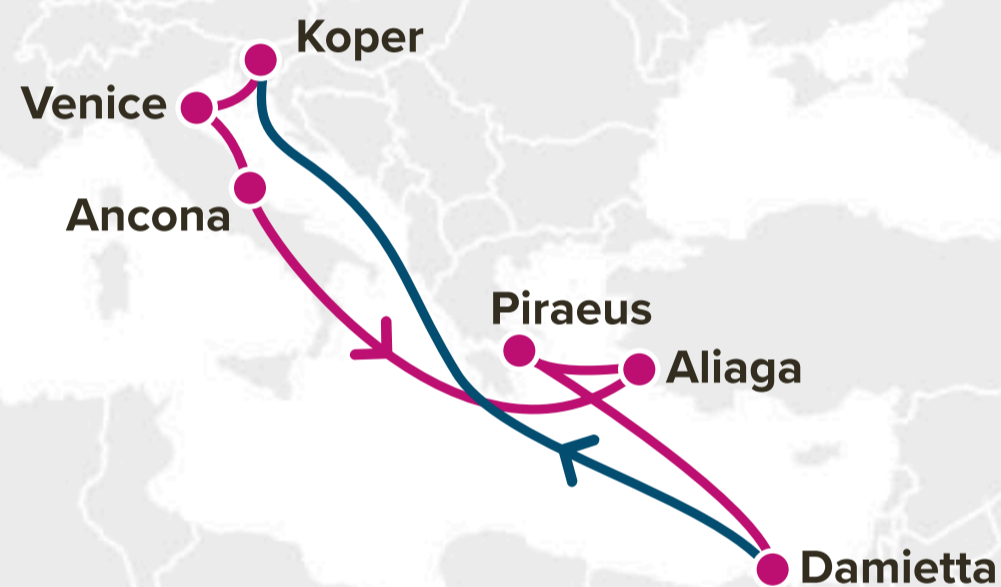 Koper
Venice
Ancona
Piraeus
Aliaga
Damietta